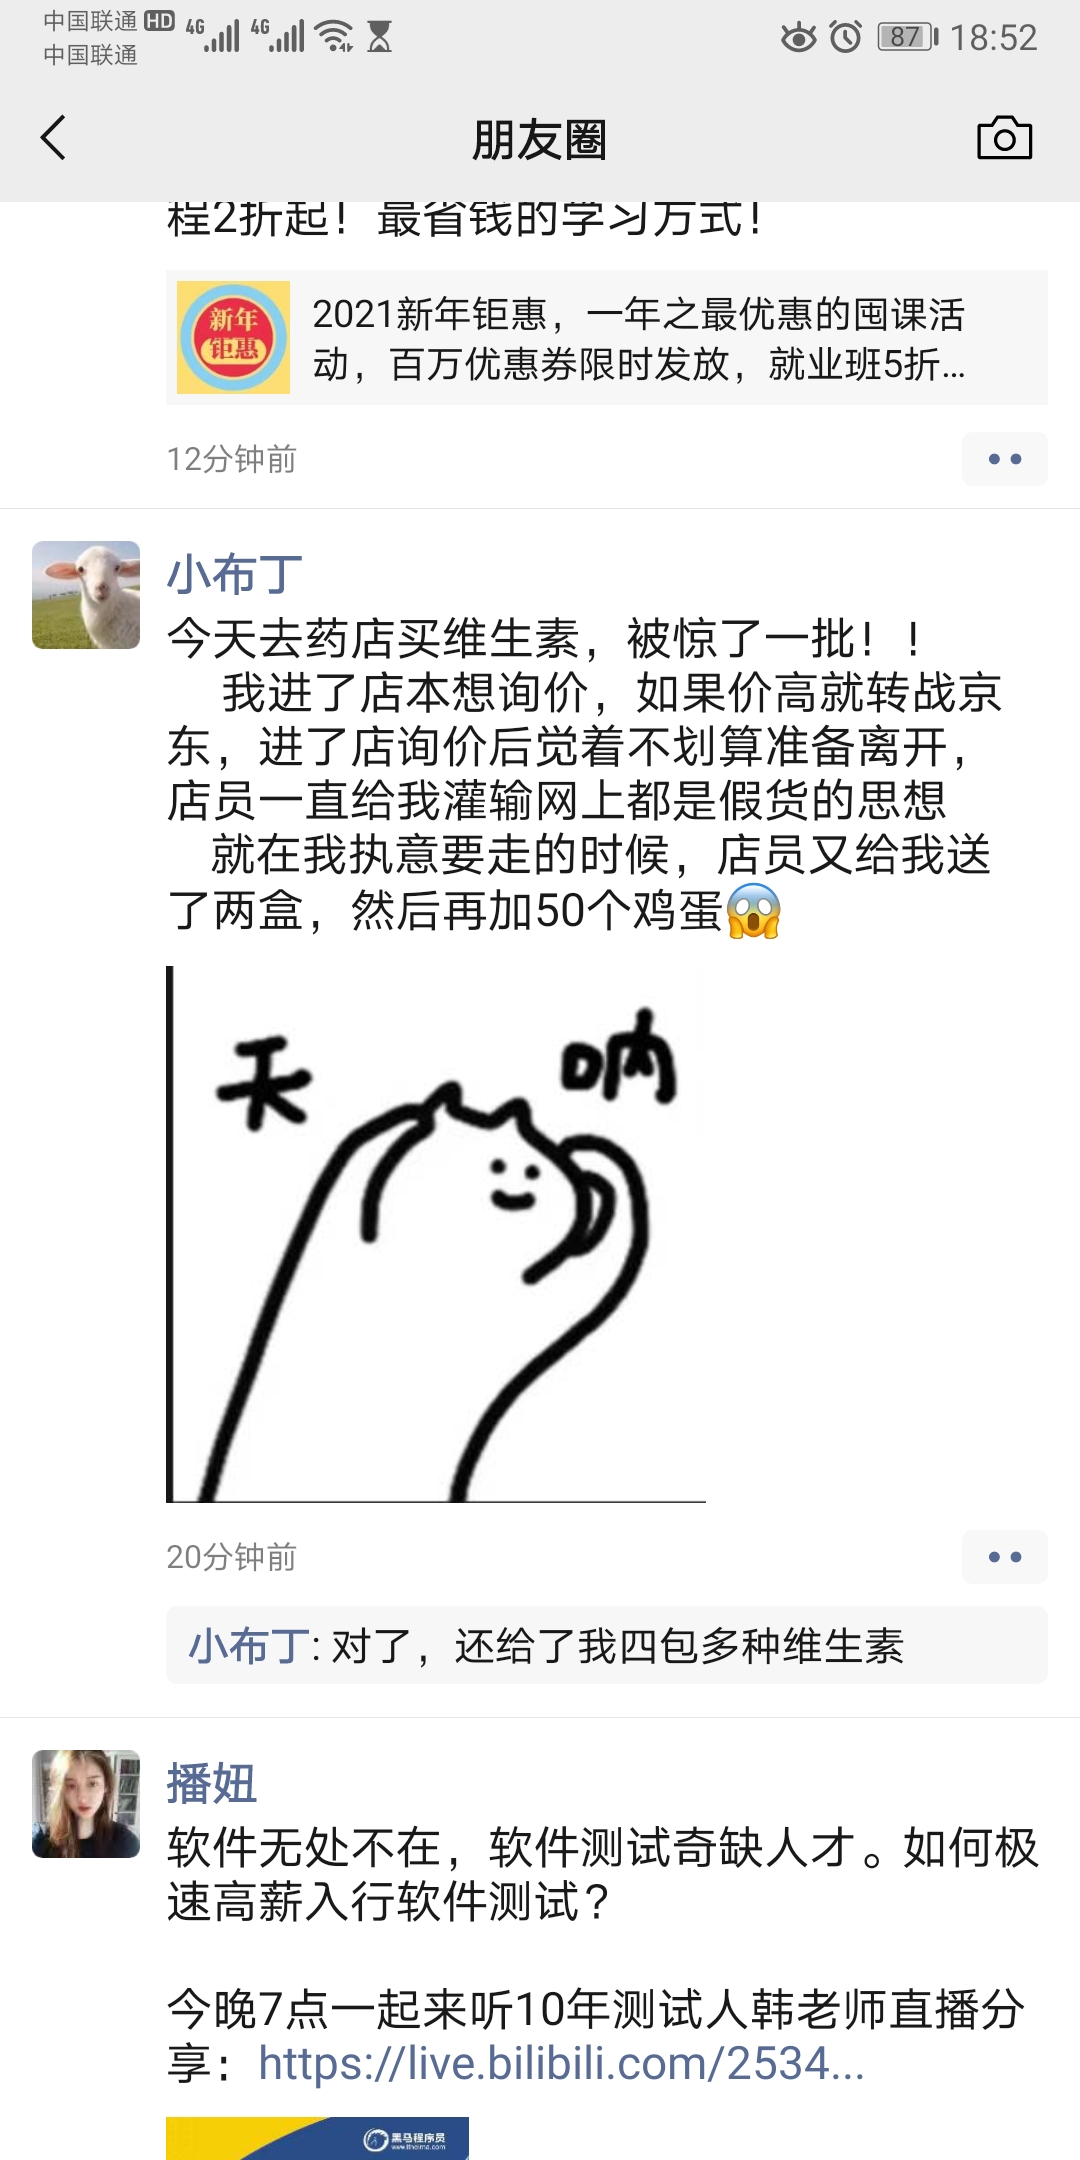 中国联通 HD 4G 4G 87 18:52
中国联通
朋友圈
程2折起！最省钱的学习方式！
新年
钜惠
2021新年钜惠，一年之最优惠的囤课活
动，百万优惠券限时发放，就业班5折...
12分钟前
小布丁
今天去药店买维生素，被惊了一批！！
我进了店本想询价，如果价高就转战京
东，进了店询价后觉着不划算准备离开，
店员一直给我灌输网上都是假货的思想
就在我执意要走的时候，店员又给我送
了两盒，然后再加50个鸡蛋😱
天 呐
20分钟前
小布丁: 对了，还给了我四包多种维生素
播妞
软件无处不在，软件测试奇缺人才。如何极
速高薪入行软件测试？
今晚7点一起来听10年测试人韩老师直播分
享：https://live.bilibili.com/2534...
黑马程序员
www.itheima.com